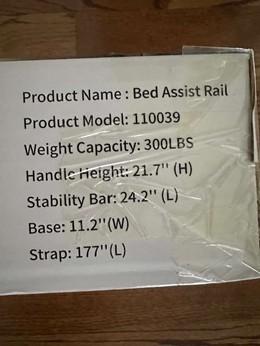 Product Name : Bed Assist Rail
Product Model: 110039
Weight Capacity: 300LBS
Handle Height: 21.7'' (H)
Stability Bar: 24.2'' (L)
Base: 11.2''(W)
Strap: 177''(L)